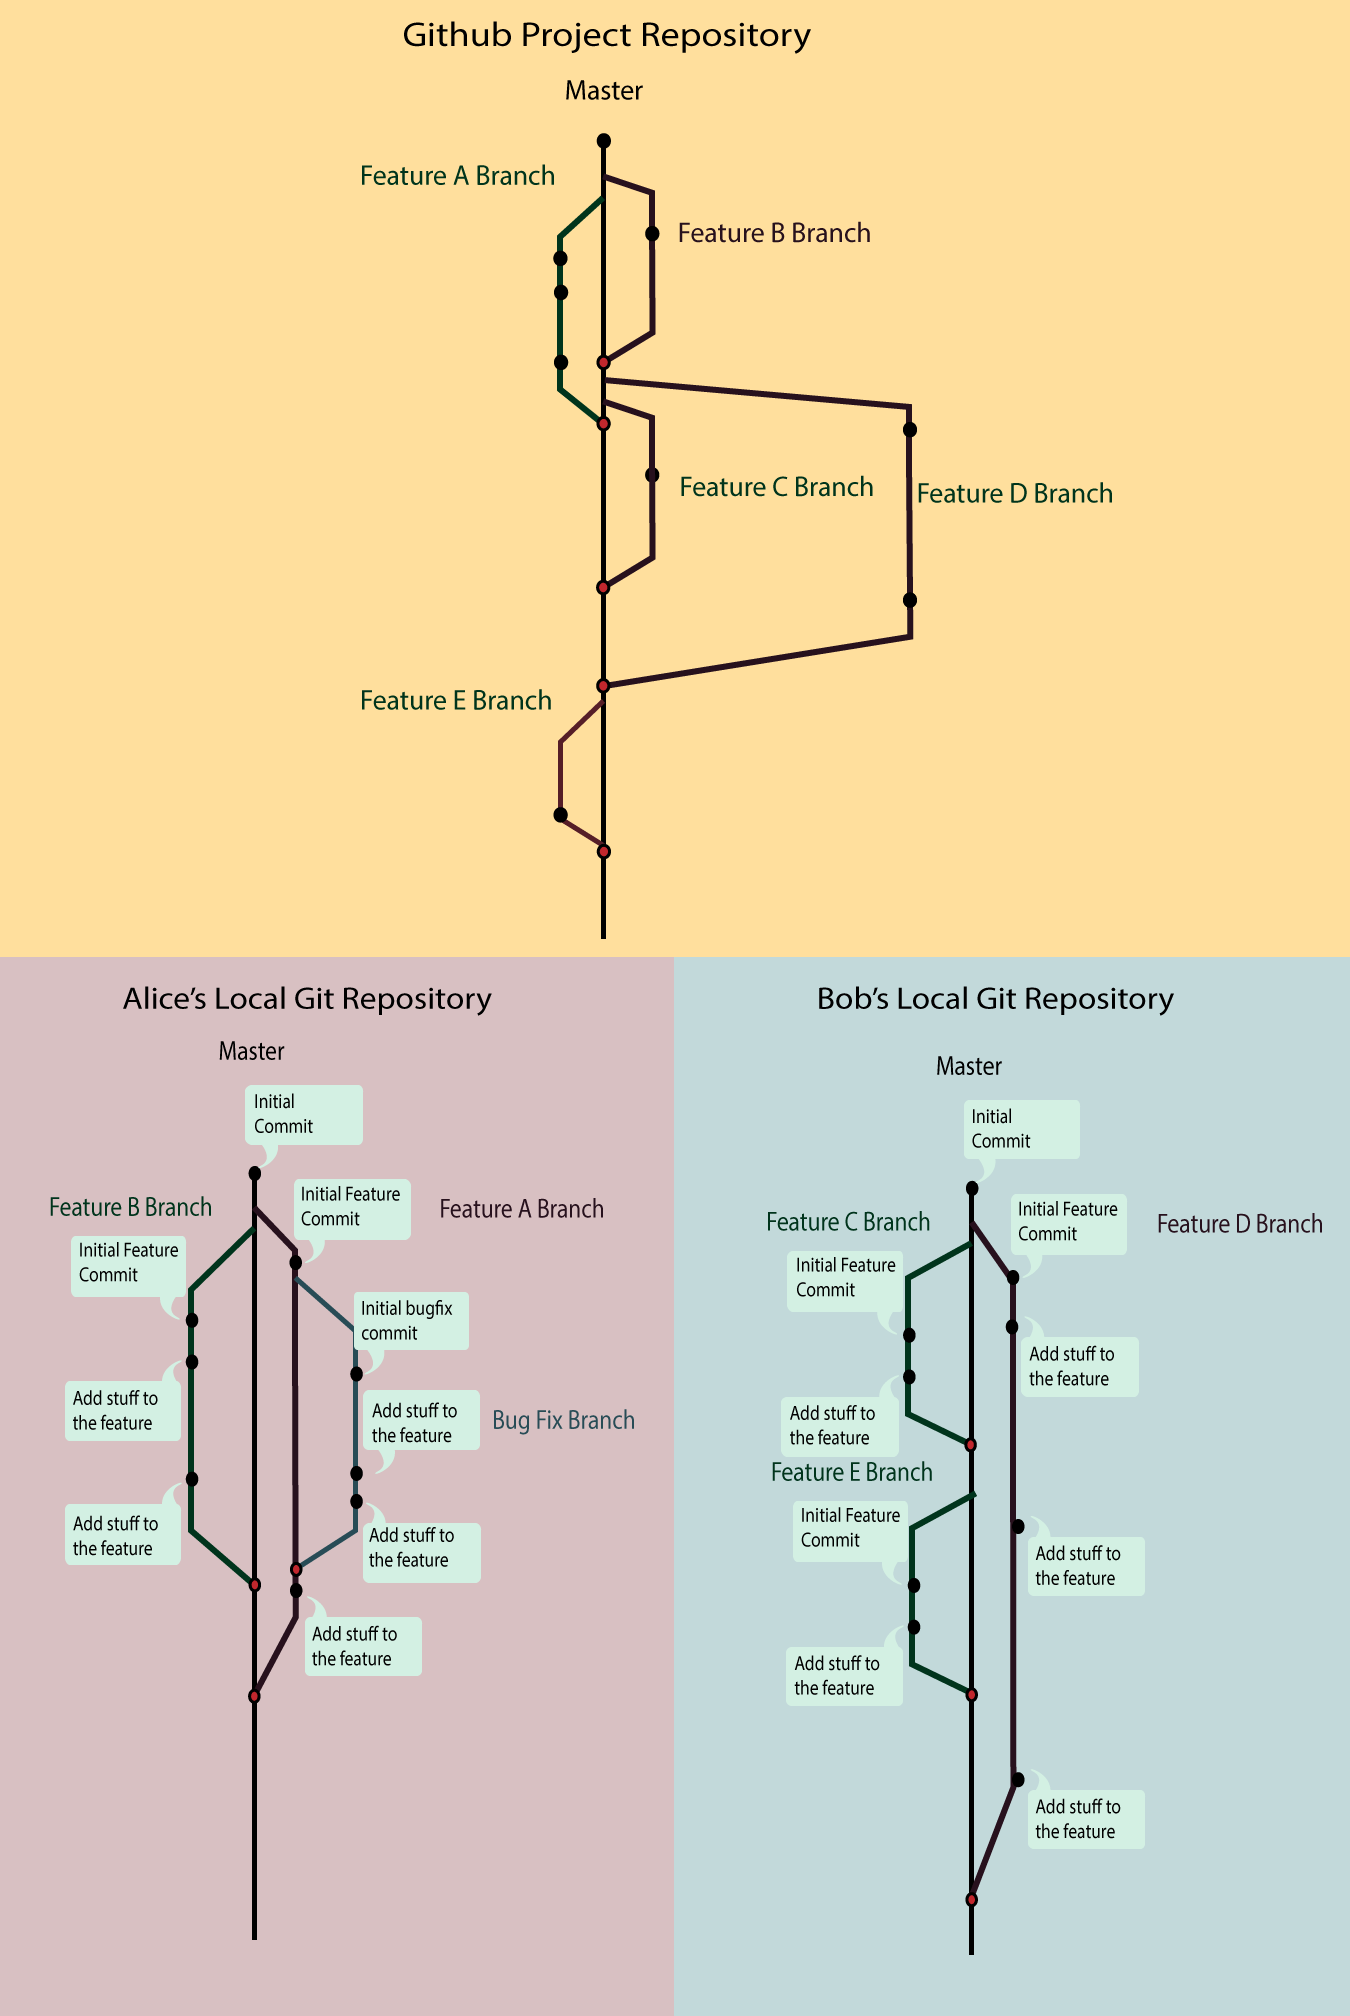 Github Project Repository
Master
Feature A Branch
Feature B Branch
Feature C Branch
Feature D Branch
Feature E Branch
Alice's Local Git Repository
Master
Initial
Commit
Feature B Branch
Initial Feature
Commit
Feature A Branch
Initial Feature
Commit
Initial bugfix
commit
Add stuff to
the feature
Add stuff to
the feature
Bug Fix Branch
Add stuff to
the feature
Add stuff to
the feature
Add stuff to
the feature
Bob's Local Git Repository
Master
Initial
Commit
Feature C Branch
Initial Feature
Commit
Feature D Branch
Initial Feature
Commit
Add stuff to
the feature
Add stuff to
the feature
Feature E Branch
Initial Feature
Commit
Add stuff to
the feature
Add stuff to
the feature
Add stuff to
the feature